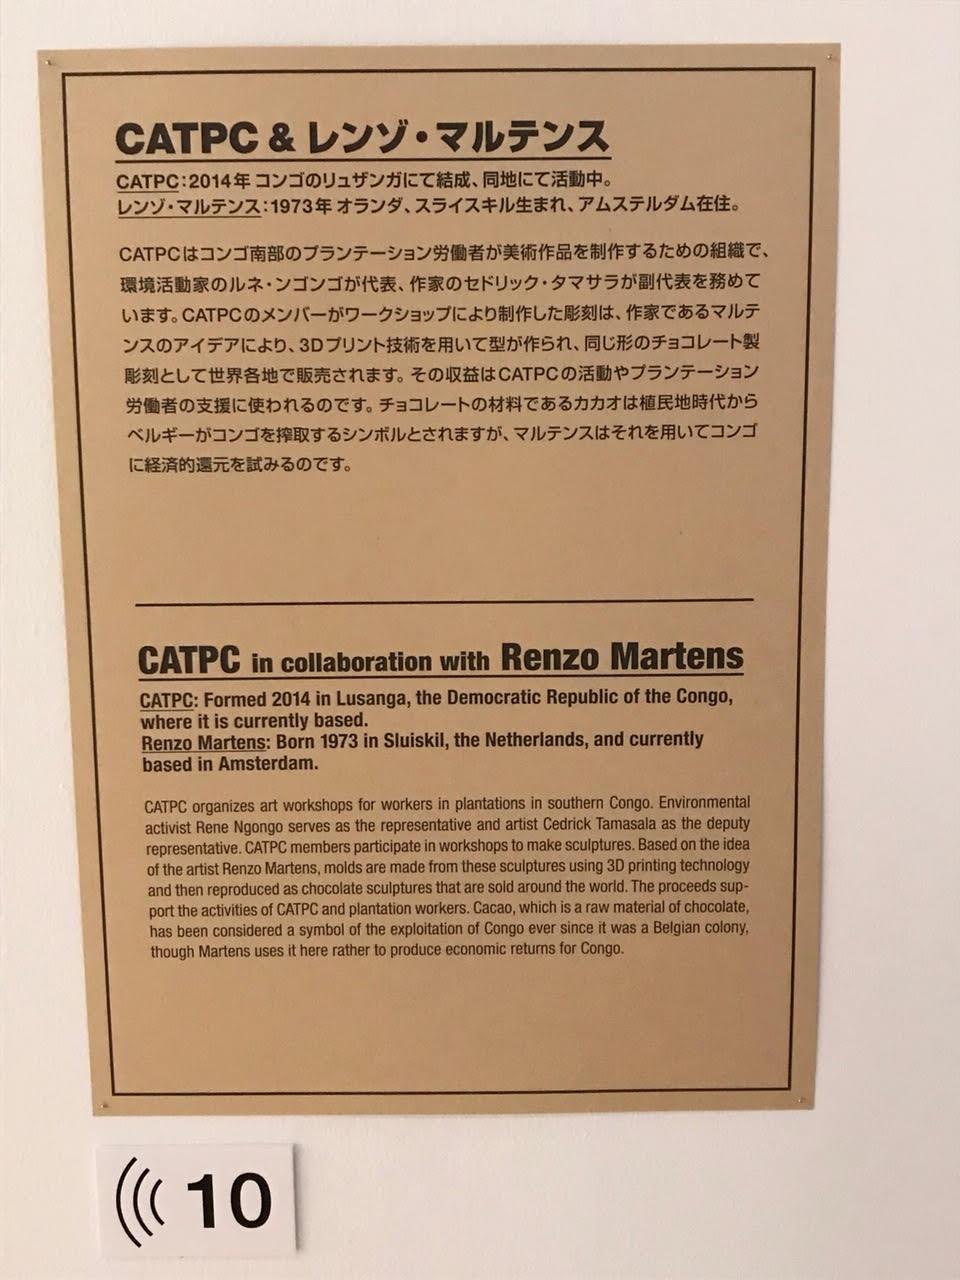 CATPC & レンゾ・マルテンス
CATPC：2014年 コンゴのリュザンガにて結成、同地にて活動中。
レンゾ・マルテンス：1973年 オランダ、スライスキル生まれ、アムステルダム在住。
CATPCはコンゴ南部のプランテーション労働者が美術作品を制作するための組織で、
環境活動家のルネ・ンゴンゴが代表、作家のセドリック・タマサラが副代表を務めて
います。CATPCのメンバーがワークショップにより制作した彫刻は、作家であるマルテ
ンスのアイデアにより、3Dプリント技術を用いて型が作られ、同じ形のチョコレート製
彫刻として世界各地で販売されます。その収益はCATPCの活動やプランテーション
労働者の支援に使われるのです。チョコレートの材料であるカカオは植民地時代から
ベルギーがコンゴを搾取するシンボルとされますが、マルテンスはそれを用いてコンゴ
に経済的還元を試みるのです。
CATPC in collaboration with Renzo Martens
CATPC: Formed 2014 in Lusanga, the Democratic Republic of the Congo,
where it is currently based.
Renzo Martens: Born 1973 in Sluiskil, the Netherlands, and currently
based in Amsterdam.
CATPC organizes art workshops for workers in plantations in southern Congo. Environmental
activist Rene Ngongo serves as the representative and artist Cedrick Tamasala as the deputy
representative. CATPC members participate in workshops to make sculptures. Based on the idea
of the artist Renzo Martens, molds are made from these sculptures using 3D printing technology
and then reproduced as chocolate sculptures that are sold around the world. The proceeds sup-
port the activities of CATPC and plantation workers. Cacao, which is a raw material of chocolate,
has been considered a symbol of the exploitation of Congo ever since it was a Belgian colony,
though Martens uses it here rather to produce economic returns for Congo.
10